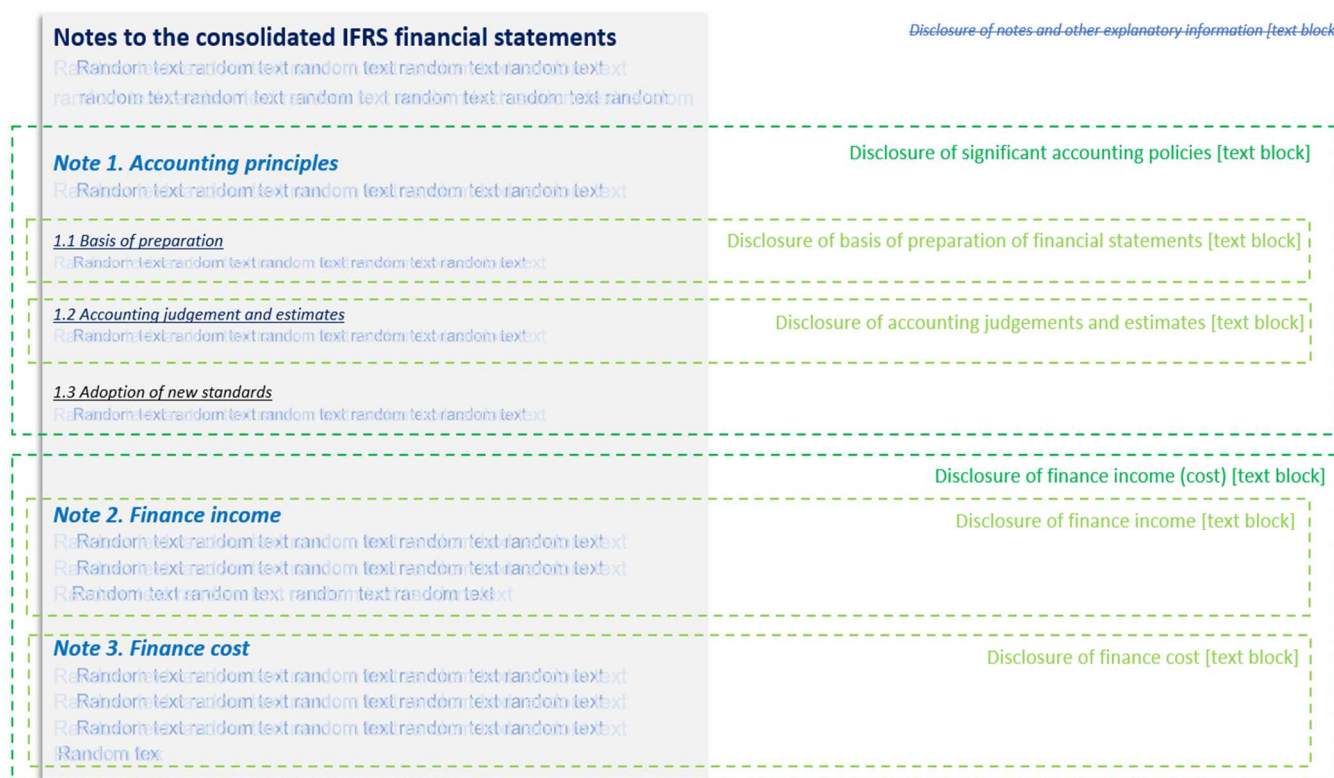 Notes to the consolidated IFRS financial statements
Disclosure of notes and other explanatory information [text block
Random text random text random text random text random text
random text random text random text random text random text random
Note 1. Accounting principles
Disclosure of significant accounting policies [text block]
Random text random text random text random text random text
1.1 Basis of preparation
Disclosure of basis of preparation of financial statements [text block]
Random text random text random text random text random text
1.2 Accounting judgement and estimates
Disclosure of accounting judgements and estimates [text block]
Random text random text random text random text random text
1.3 Adoption of new standards
Random text random text random text random text random text
Disclosure of finance income (cost) [text block]
Note 2. Finance income
Disclosure of finance income [text block]
Random text random text random text random text random text
Random text random text random text random text random text
Random text random text random text random text
Note 3. Finance cost
Disclosure of finance cost [text block]
Random text random text random text random text random text
Random text random text random text random text random text
Random text random text random text random text random text
Random tex